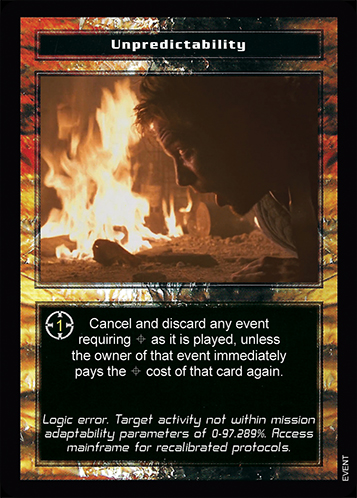 Unpredictability
1 Cancel and discard any event
requiring ⌖ as it is played, unless
the owner of that event immediately
pays the ⌖ cost of that card again.
Logic error. Target activity not within mission
adaptability parameters of 0-97.289%. Access
mainframe for recalibrated protocols.
EVENT